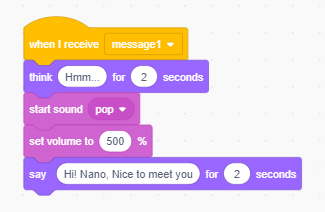 when I receive message1
think Hmm... for 2 seconds
start sound pop
set volume to 500 %
say Hi! Nano, Nice to meet you for 2 seconds